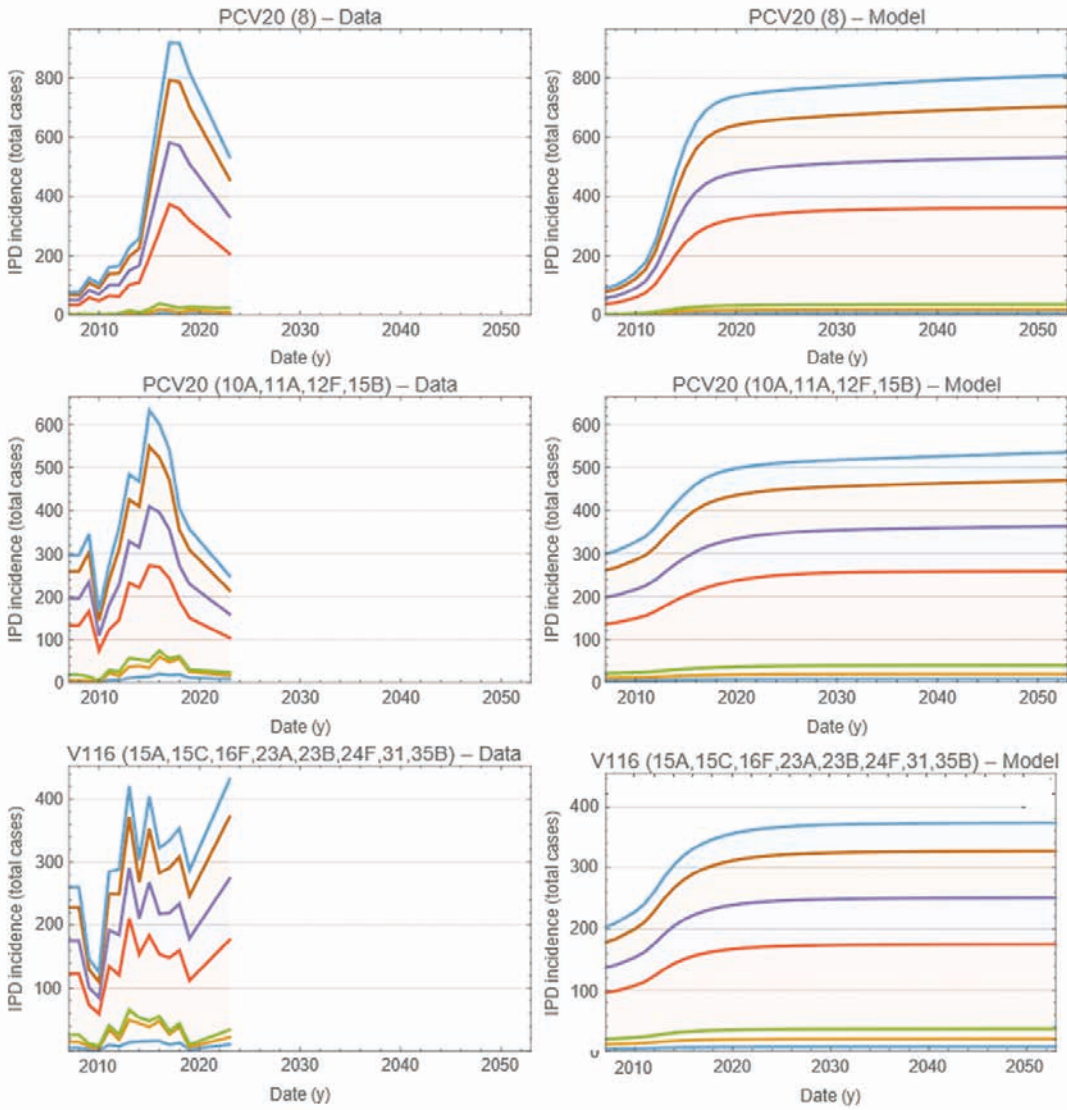 PCV20 (8) – Data
IPD incidence (total cases)
800
600
400
200
0
2010 2020 2030 2040 2050
Date (y)
PCV20 (8) – Model
IPD incidence (total cases)
800
600
400
200
0
2010 2020 2030 2040 2050
Date (y)
PCV20 (10A,11A,12F,15B) – Data
IPD incidence (total cases)
600
500
400
300
200
100
0
2010 2020 2030 2040 2050
Date (y)
PCV20 (10A,11A,12F,15B) – Model
IPD incidence (total cases)
600
500
400
300
200
100
0
2010 2020 2030 2040 2050
Date (y)
V116 (15A,15C,16F,23A,23B,24F,31,35B) – Data
IPD incidence (total cases)
400
300
200
100
2010 2020 2030 2040 2050
Date (y)
V116 (15A,15C,16F,23A,23B,24F,31,35B) – Model
IPD incidence (total cases)
400
300
200
100
0
2010 2020 2030 2040 2050
Date (y)